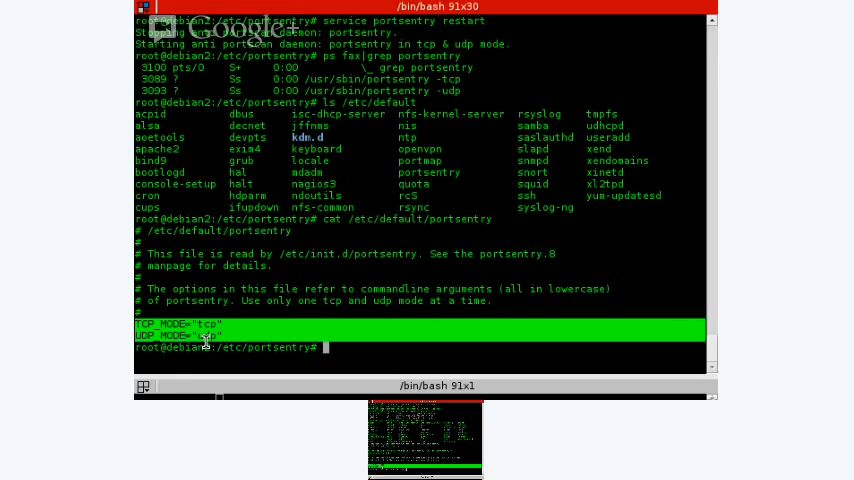 /bin/bash 91x30
root@debian2:/etc/portsentry# service portsentry restart
Stopping anti portscan daemon: portsentry.
Starting anti portscan daemon: portsentry in tcp & udp mode.
Google+
root@debian2:/etc/portsentry# ps fax|grep portsentry
3100 pts/0 S+ 0:00 \_ grep portsentry
3089 ? Ss 0:00 /usr/sbin/portsentry -tcp
3093 ? Ss 0:00 /usr/sbin/portsentry -udp
root@debian2:/etc/portsentry# ls /etc/default
acpid dbus isc-dhcp-server nfs-kernel-server rsyslog tmpfs
alsa decnet jffnms nis samba udhcpd
aoetools devpts kdm.d ntp saslauthd useradd
apache2 exim4 keyboard openvpn slapd xend
bind9 grub locale portmap snmpd xendomains
bootlogd hal mdadm portsentry snort xinetd
console-setup halt nagios3 quota squid xl2tpd
cron hdparm ndoutils rcS ssh yum-updatesd
cups ifupdown nfs-common rsync syslog-ng
root@debian2:/etc/portsentry# cat /etc/default/portsentry
# /etc/default/portsentry
#
# This file is read by /etc/init.d/portsentry. See the portsentry.8
# manpage for details.
#
# The options in this file refer to commandline arguments (all in lowercase)
# of portsentry. Use only one tcp and udp mode at a time.
#
TCP_MODE="tcp"
UDP_MODE="udp"
root@debian2:/etc/portsentry#
/bin/bash 91x1